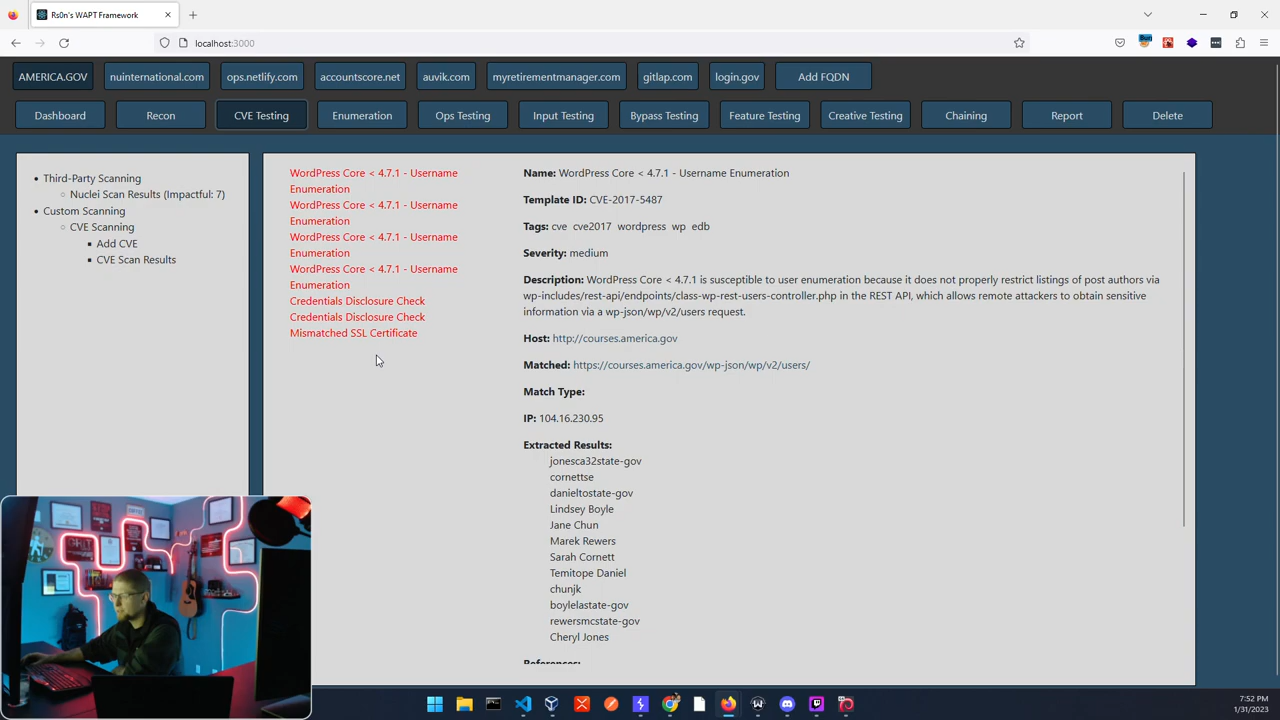 Rs0n's WAPT Framework
localhost:3000
AMERICA.GOV
nuinternational.com
ops.netlify.com
accountscore.net
auvik.com
myretirementmanager.com
gitlap.com
login.gov
Add FQDN
Dashboard
Recon
CVE Testing
Enumeration
Ops Testing
Input Testing
Bypass Testing
Feature Testing
Creative Testing
Chaining
Report
Delete
Third-Party Scanning
Nuclei Scan Results (Impactful: 7)
Custom Scanning
CVE Scanning
Add CVE
CVE Scan Results
WordPress Core < 4.7.1 - Username
Enumeration
WordPress Core < 4.7.1 - Username
Enumeration
WordPress Core < 4.7.1 - Username
Enumeration
WordPress Core < 4.7.1 - Username
Enumeration
Credentials Disclosure Check
Credentials Disclosure Check
Mismatched SSL Certificate
Name: WordPress Core < 4.7.1 - Username Enumeration
Template ID: CVE-2017-5487
Tags: cve cve2017 wordpress wp edb
Severity: medium
Description: WordPress Core < 4.7.1 is susceptible to user enumeration because it does not properly restrict listings of post authors via
wp-includes/rest-api/endpoints/class-wp-rest-users-controller.php in the REST API, which allows remote attackers to obtain sensitive
information via a wp-json/wp/v2/users request.
Host: http://courses.america.gov
Matched: https://courses.america.gov/wp-json/wp/v2/users/
Match Type:
IP: 104.16.230.95
Extracted Results:
jonesca32state-gov
cornettse
danieltostate-gov
Lindsey Boyle
Jane Chun
Marek Rewers
Sarah Cornett
Temitope Daniel
chunjk
boylelastate-gov
rewersmcstate-gov
Cheryl Jones
References:
7:52 PM
1/31/2023